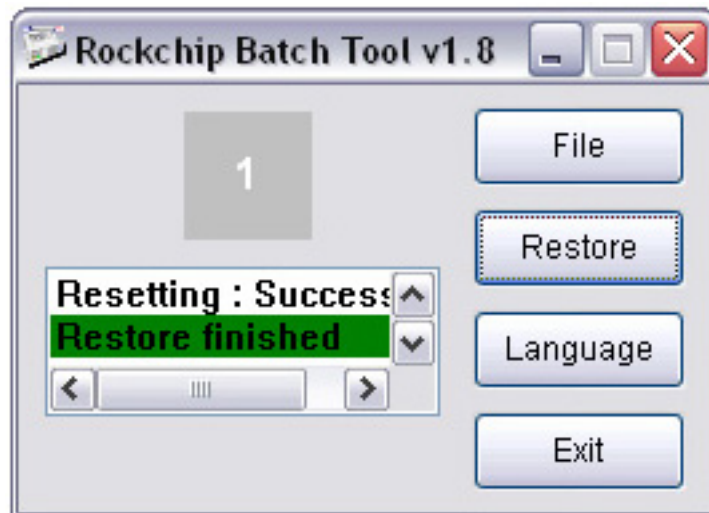 Rockchip Batch Tool v1.8
1
File
Restore
Resetting : Success
Restore finished
Language
Exit